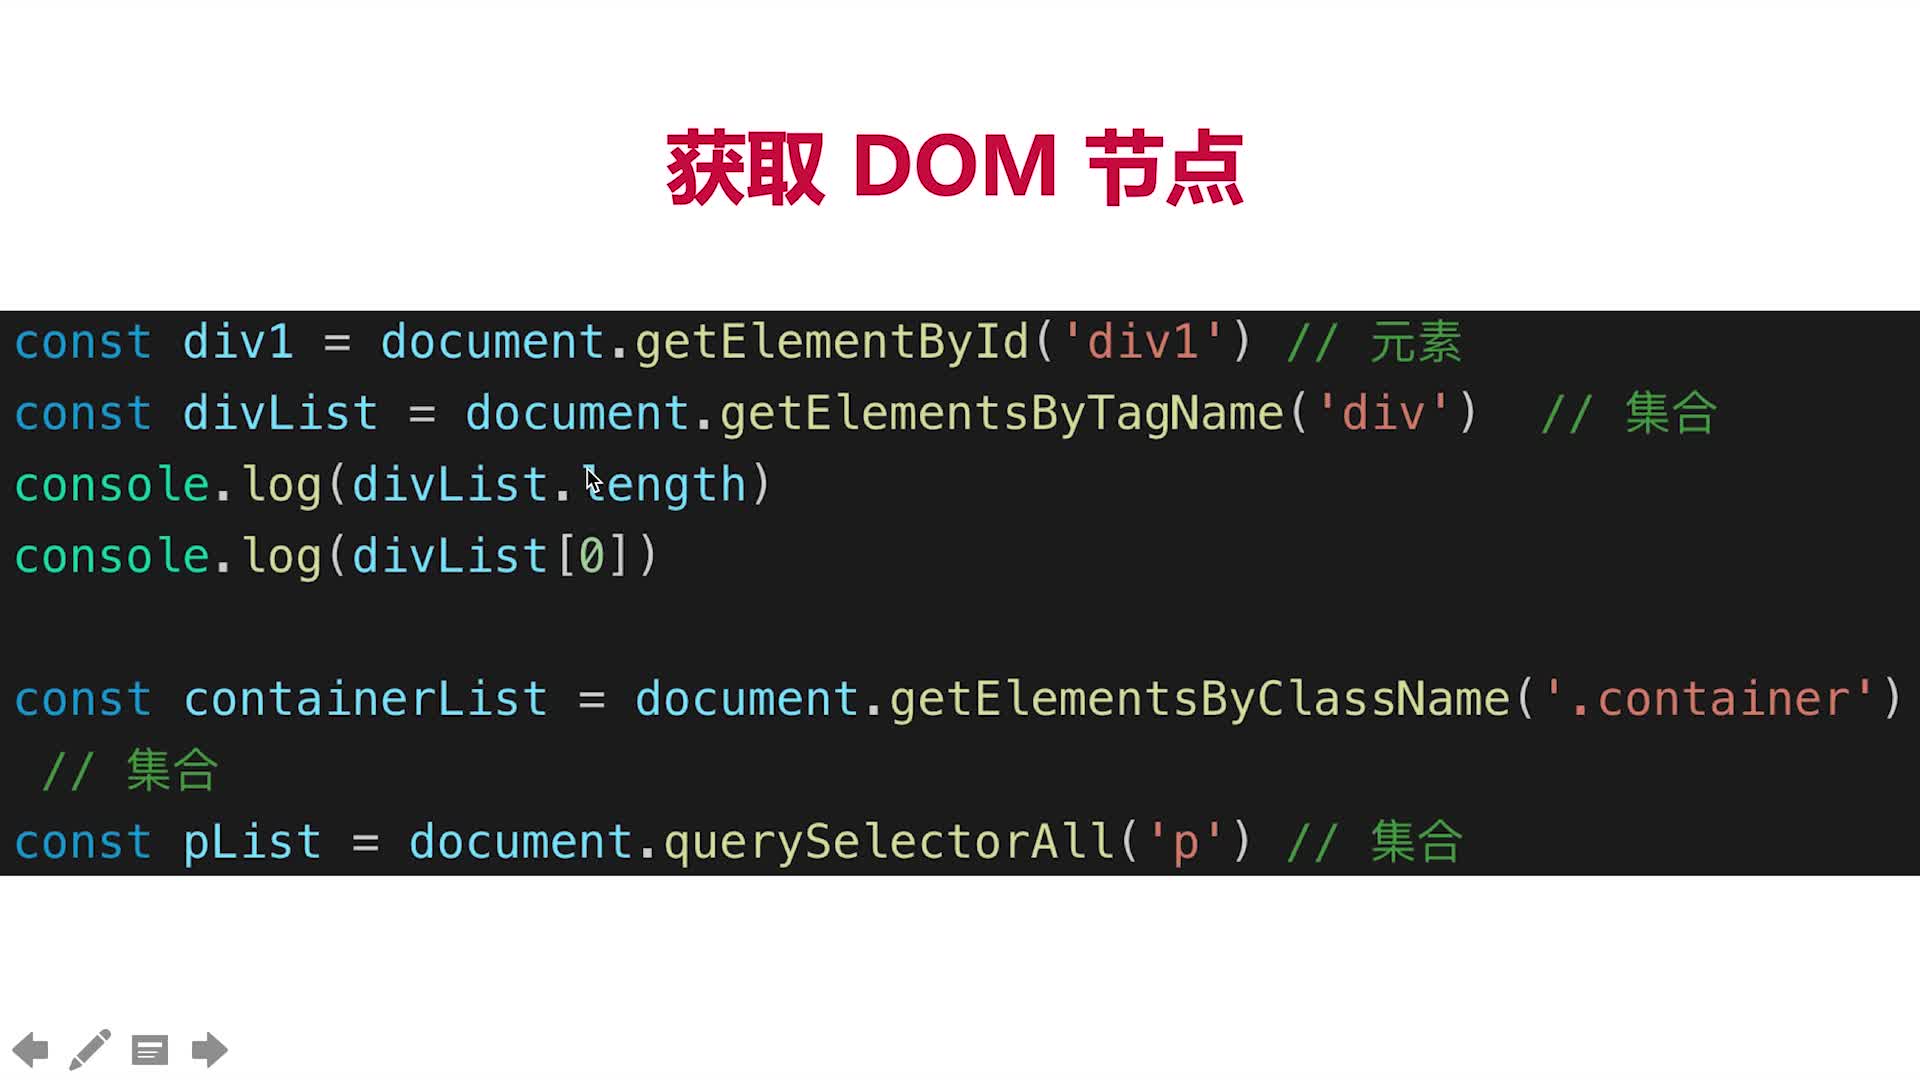 获取 DOM 节点
const div1 = document.getElementById('div1') // 元素
const divList = document.getElementsByTagName('div')  // 集合
console.log(divList.length)
console.log(divList[0])
const containerList = document.getElementsByClassName('.container')
// 集合
const pList = document.querySelectorAll('p') // 集合